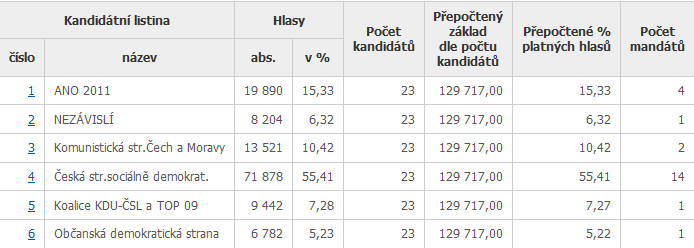 Kandidátní listina Hlasy Počet kandidátů Přepočtený základ dle počtu kandidátů Přepočtené % platných hlasů Počet mandátů
číslo název abs. v %
1 ANO 2011 19 890 15,33 23 129 717,00 15,33 4
2 NEZÁVISLÍ 8 204 6,32 23 129 717,00 6,32 1
3 Komunistická str.Čech a Moravy 13 521 10,42 23 129 717,00 10,42 2
4 Česká str.sociálně demokrat. 71 878 55,41 23 129 717,00 55,41 14
5 Koalice KDU-ČSL a TOP 09 9 442 7,28 23 129 717,00 7,27 1
6 Občanská demokratická strana 6 782 5,23 23 129 717,00 5,22 1